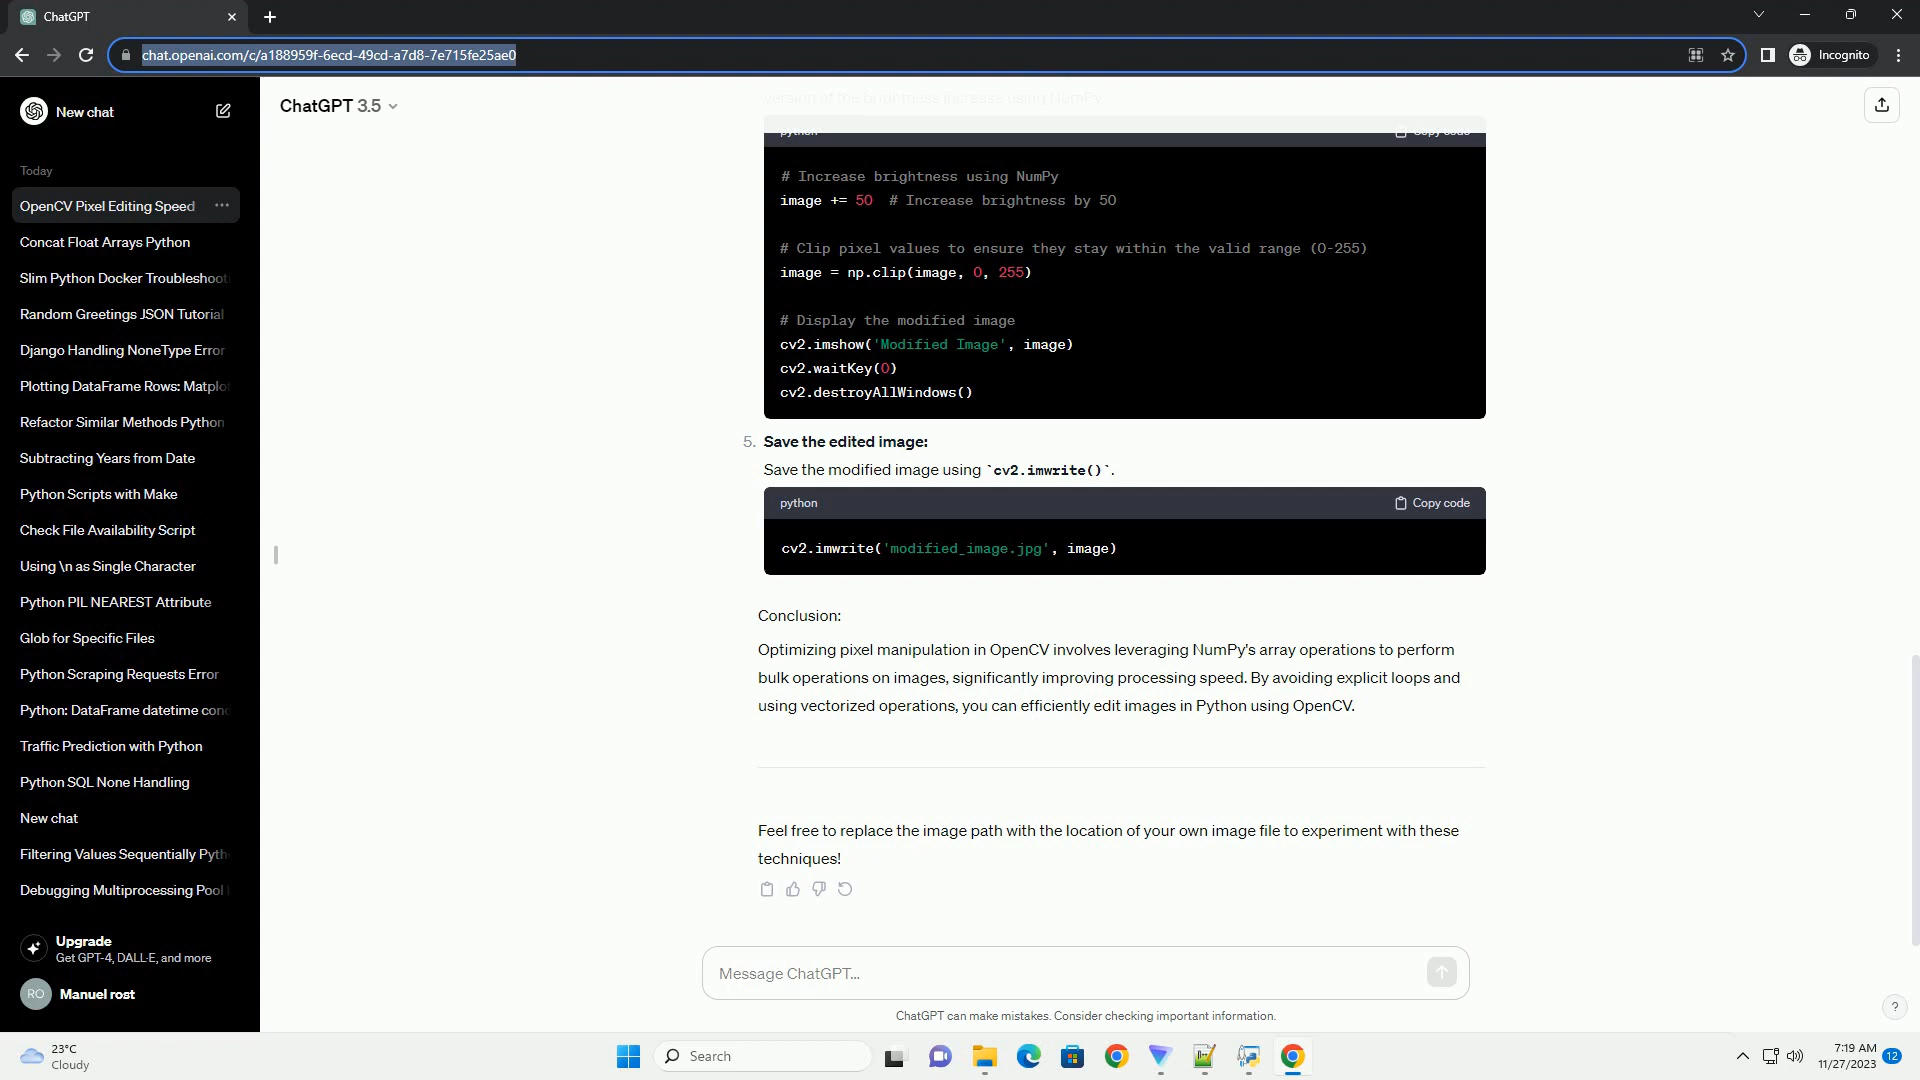 ChatGPT
chat.openai.com/c/a188959f-6ecd-49cd-a7d8-7e715fe25ae0
Incognito
New chat
Today
OpenCV Pixel Editing Speed
Concat Float Arrays Python
Slim Python Docker Troubleshoot
Random Greetings JSON Tutorial
Django Handling NoneType Error
Plotting DataFrame Rows: Matplot
Refactor Similar Methods Python
Subtracting Years from Date
Python Scripts with Make
Check File Availability Script
Using \n as Single Character
Python PIL NEAREST Attribute
Glob for Specific Files
Python Scraping Requests Error
Python: DataFrame datetime cond
Traffic Prediction with Python
Python SQL None Handling
New chat
Filtering Values Sequentially Pyth
Debugging Multiprocessing Pool
Upgrade
Get GPT-4, DALL·E, and more
RO
Manuel rost
ChatGPT 3.5
version of the brightness increase using NumPy.
python
Copy code
# Increase brightness using NumPy
image += 50  # Increase brightness by 50
# Clip pixel values to ensure they stay within the valid range (0-255)
image = np.clip(image, 0, 255)
# Display the modified image
cv2.imshow('Modified Image', image)
cv2.waitKey(0)
cv2.destroyAllWindows()
5. Save the edited image:
Save the modified image using `cv2.imwrite()`.
python
Copy code
cv2.imwrite('modified_image.jpg', image)
Conclusion:
Optimizing pixel manipulation in OpenCV involves leveraging NumPy's array operations to perform
bulk operations on images, significantly improving processing speed. By avoiding explicit loops and
using vectorized operations, you can efficiently edit images in Python using OpenCV.
Feel free to replace the image path with the location of your own image file to experiment with these
techniques!
Message ChatGPT...
ChatGPT can make mistakes. Consider checking important information.
?
23°C
Cloudy
Search
7:19 AM
11/27/2023
12